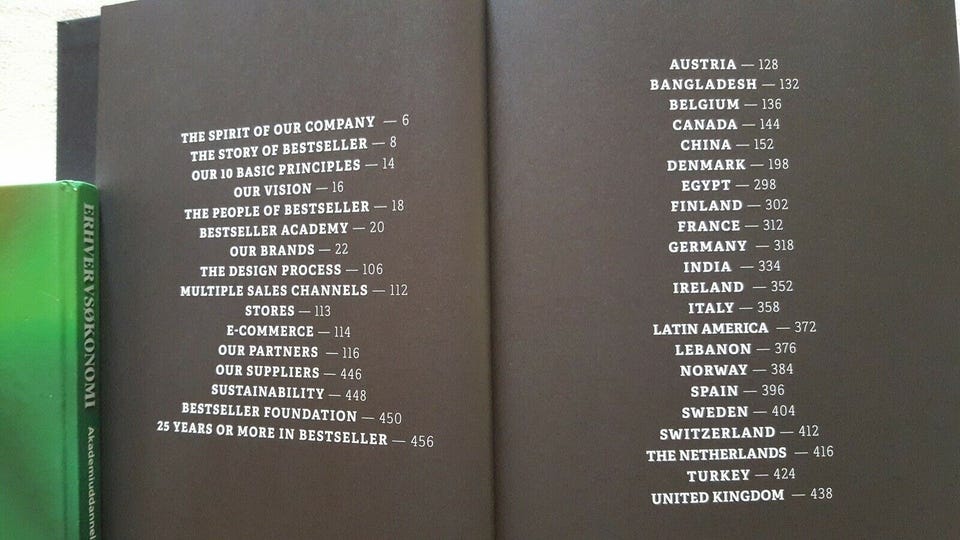 ERHVERVSØKONOMI
THE SPIRIT OF OUR COMPANY — 6
THE STORY OF BESTSELLER — 8
OUR 10 BASIC PRINCIPLES — 14
OUR VISION — 16
THE PEOPLE OF BESTSELLER — 18
BESTSELLER ACADEMY — 20
OUR BRANDS — 22
THE DESIGN PROCESS — 106
MULTIPLE SALES CHANNELS — 112
STORES — 113
E-COMMERCE — 114
OUR PARTNERS — 116
OUR SUPPLIERS — 446
SUSTAINABILITY — 448
BESTSELLER FOUNDATION — 450
25 YEARS OR MORE IN BESTSELLER — 456
AUSTRIA — 128
BANGLADESH — 132
BELGIUM — 136
CANADA — 144
CHINA — 152
DENMARK — 198
EGYPT — 298
FINLAND — 302
FRANCE — 312
GERMANY — 318
INDIA — 334
IRELAND — 352
ITALY — 358
LATIN AMERICA — 372
LEBANON — 376
NORWAY — 384
SPAIN — 396
SWEDEN — 404
SWITZERLAND — 412
THE NETHERLANDS — 416
TURKEY — 424
UNITED KINGDOM — 438